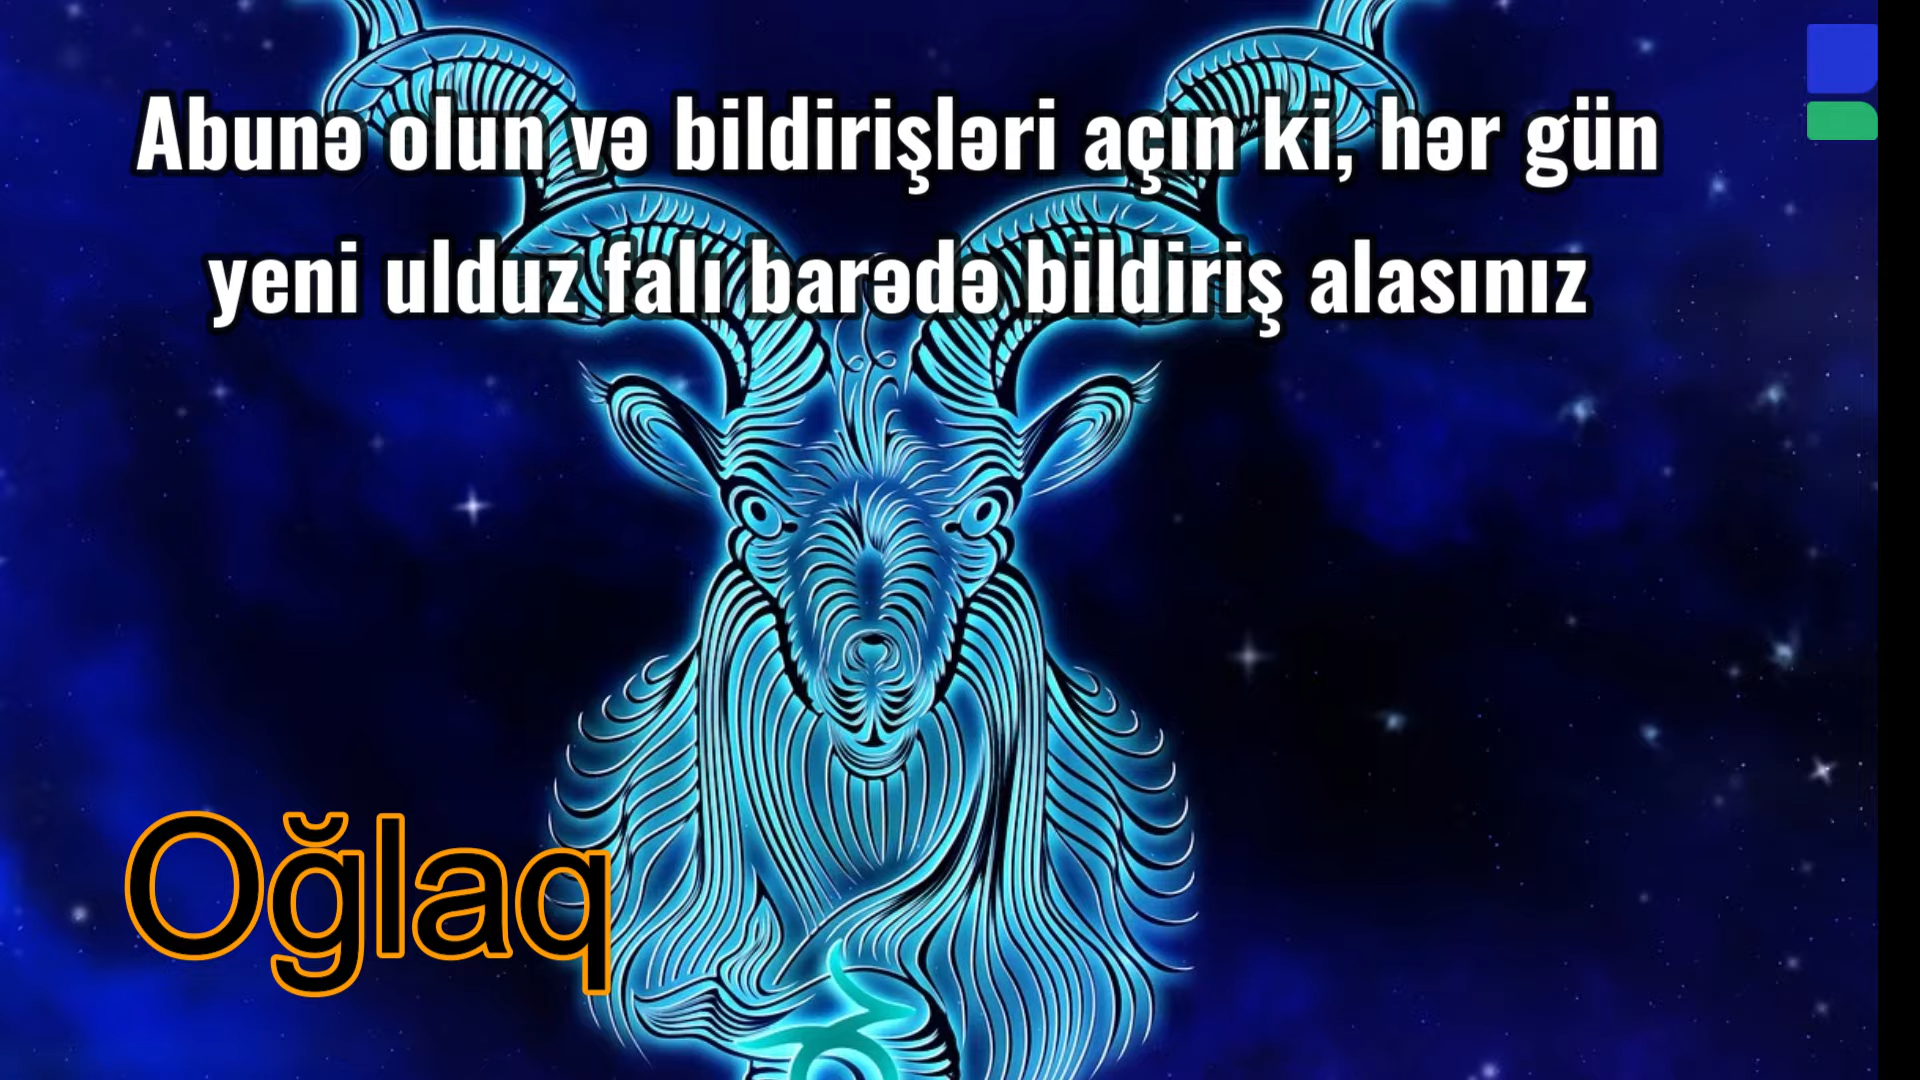 Abunə olun və bildirişləri açın ki, hər gün
yeni ulduz falı barədə bildiriş alasınız
Oğlaq